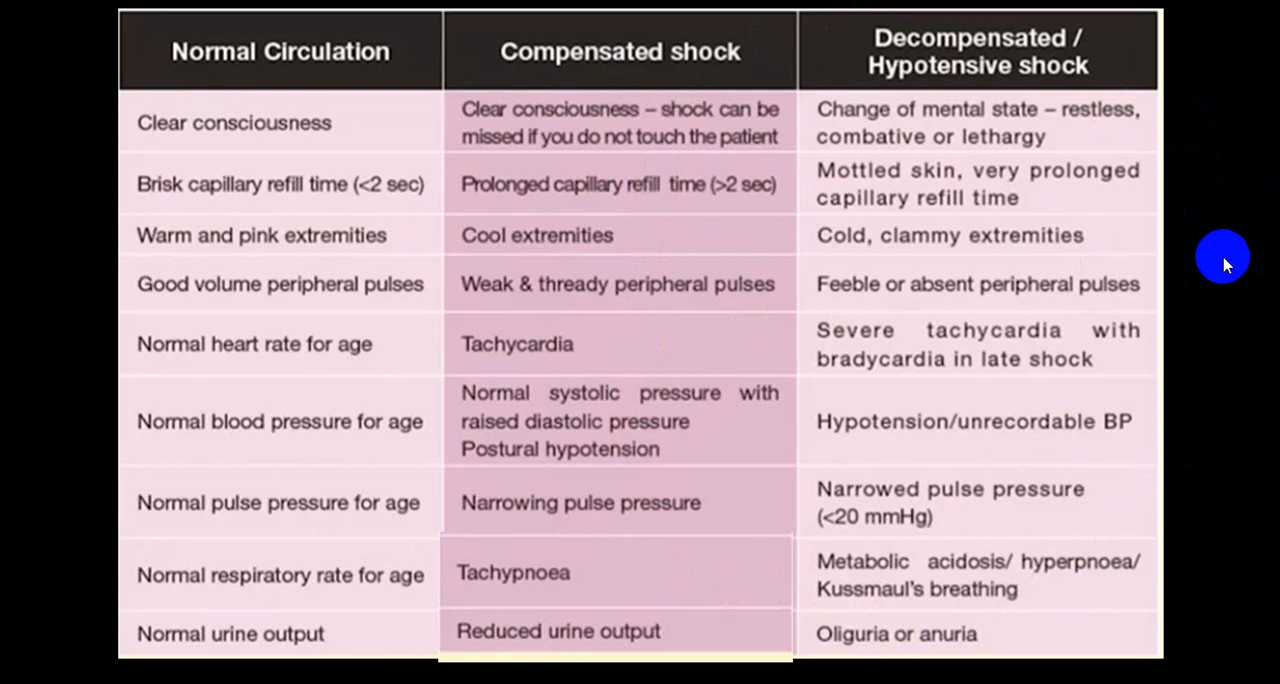 Normal Circulation
Compensated shock
Decompensated /
Hypotensive shock
Clear consciousness
Clear consciousness – shock can be
missed if you do not touch the patient
Change of mental state – restless,
combative or lethargy
Brisk capillary refill time (<2 sec)
Prolonged capillary refill time (>2 sec)
Mottled skin, very prolonged
capillary refill time
Warm and pink extremities
Cool extremities
Cold, clammy extremities
Good volume peripheral pulses
Weak & thready peripheral pulses
Feeble or absent peripheral pulses
Normal heart rate for age
Tachycardia
Severe tachycardia with
bradycardia in late shock
Normal blood pressure for age
Normal systolic pressure with
raised diastolic pressure
Postural hypotension
Hypotension/unrecordable BP
Normal pulse pressure for age
Narrowing pulse pressure
Narrowed pulse pressure
(<20 mmHg)
Normal respiratory rate for age
Tachypnoea
Metabolic acidosis/ hyperpnoea/
Kussmaul's breathing
Normal urine output
Reduced urine output
Oliguria or anuria